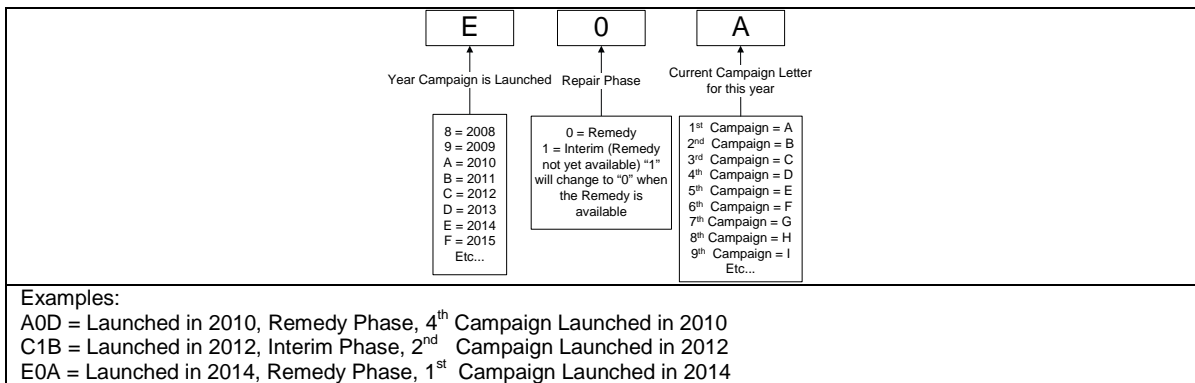 E 0 A
Year Campaign is Launched
Repair Phase
Current Campaign Letter
for this year
8 = 2008
9 = 2009
A = 2010
B = 2011
C = 2012
D = 2013
E = 2014
F = 2015
Etc...
0 = Remedy
1 = Interim (Remedy
not yet available) “1”
will change to “0” when
the Remedy is
available
1st Campaign = A
2nd Campaign = B
3rd Campaign = C
4th Campaign = D
5th Campaign = E
6th Campaign = F
7th Campaign = G
8th Campaign = H
9th Campaign = I
Etc...
Examples:
A0D = Launched in 2010, Remedy Phase, 4th Campaign Launched in 2010
C1B = Launched in 2012, Interim Phase, 2nd Campaign Launched in 2012
E0A = Launched in 2014, Remedy Phase, 1st Campaign Launched in 2014